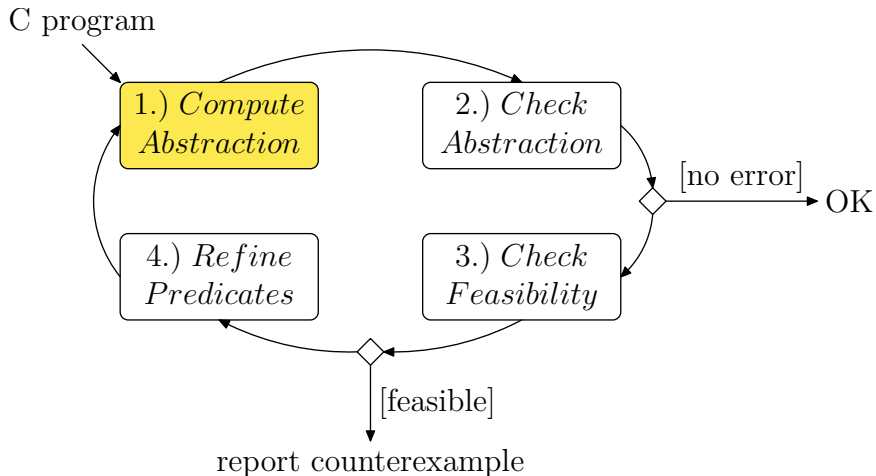 C program
1.) Compute
Abstraction
2.) Check
Abstraction
[no error]
OK
4.) Refine
Predicates
3.) Check
Feasibility
[feasible]
report counterexample